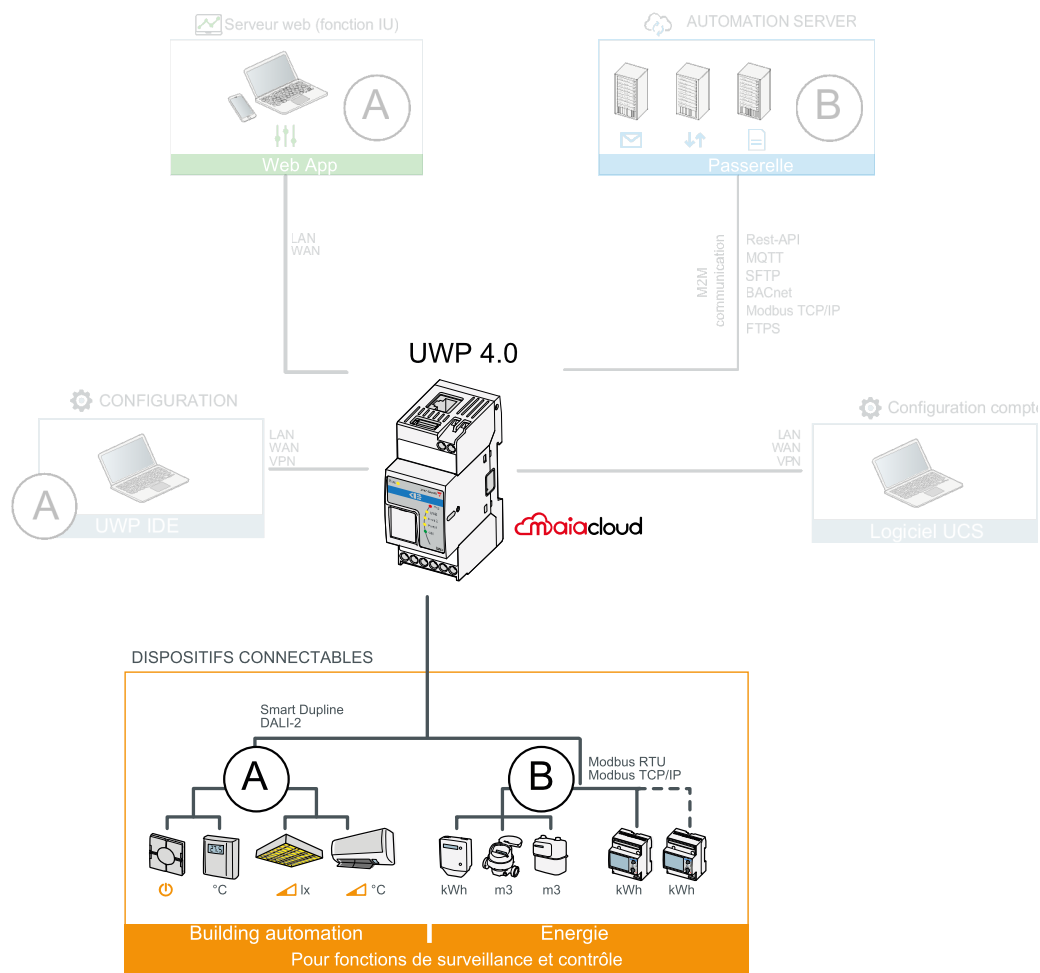 Serveur web (fonction IU)
A
Web App
AUTOMATION SERVER
B
Passerelle
LAN
WAN
M2M
communication
Rest-API
MQTT
SFTP
BACnet
Modbus TCP/IP
FTPS
UWP 4.0
CONFIGURATION
A
UWP IDE
LAN
WAN
VPN
maiacloud
LAN
WAN
VPN
Configuration compte
Logiciel UCS
DISPOSITIFS CONNECTABLES
Smart Dupline
DALI-2
A
B
Modbus RTU
Modbus TCP/IP
°C
lx
°C
kWh
m3
m3
kWh
kWh
Building automation
Energie
Pour fonctions de surveillance et contrôle